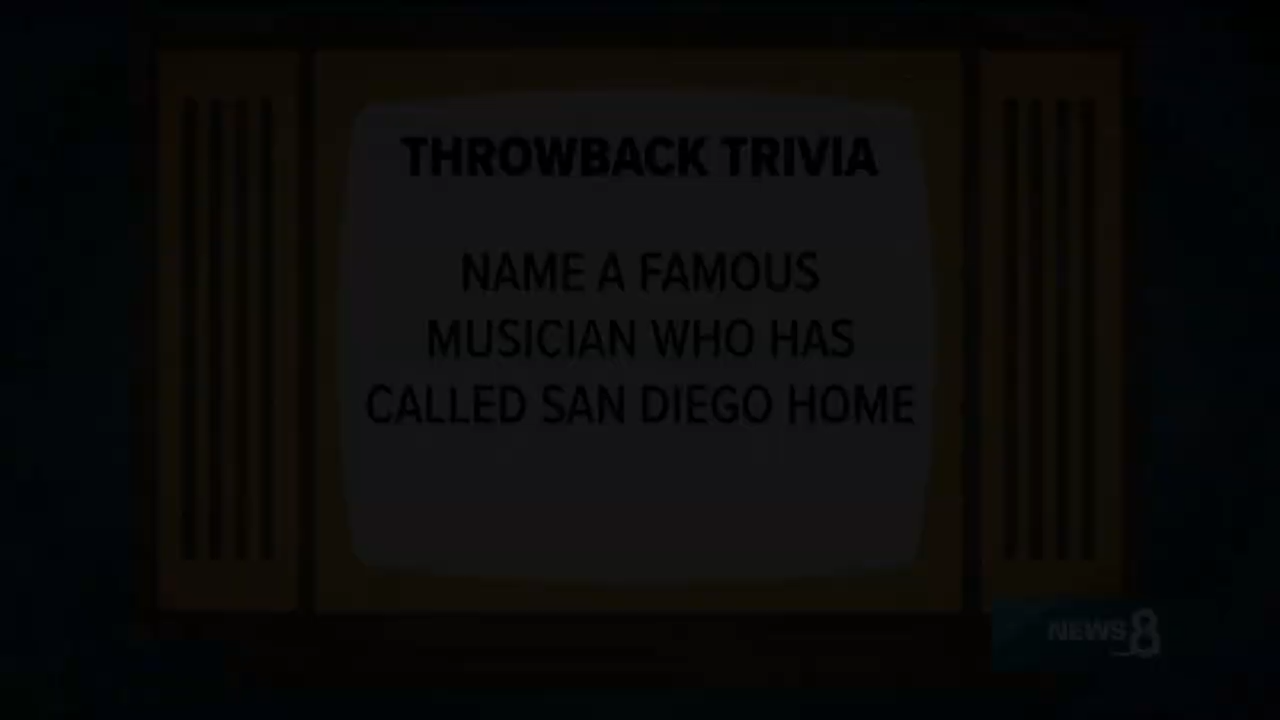 THROWBACK TRIVIA
NAME A FAMOUS
MUSICIAN WHO HAS
CALLED SAN DIEGO HOME
NEWS 8